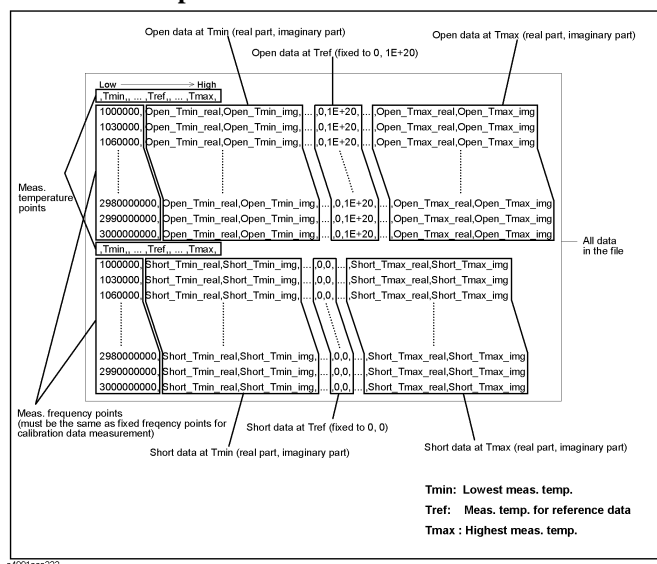 Open data at Tmin (real part, imaginary part)
Open data at Tmax (real part, imaginary part)
Open data at Tref (fixed to 0, 1E+20)
Low High
,Tmin,, ... ,Tref,, ... ,Tmax,
1000000, Open_Tmin_real,Open_Tmin_img, ... ,0,1E+20, ... ,Open_Tmax_real,Open_Tmax_img
1030000, Open_Tmin_real,Open_Tmin_img, ... ,0,1E+20, ... ,Open_Tmax_real,Open_Tmax_img
1060000, Open_Tmin_real,Open_Tmin_img, ... ,0,1E+20, ... ,Open_Tmax_real,Open_Tmax_img
Meas.
temperature
points
2980000000, Open_Tmin_real,Open_Tmin_img, ... ,0,1E+20, ... ,Open_Tmax_real,Open_Tmax_img
2990000000, Open_Tmin_real,Open_Tmin_img, ... ,0,1E+20, ... ,Open_Tmax_real,Open_Tmax_img
3000000000, Open_Tmin_real,Open_Tmin_img, ... ,0,1E+20, ... ,Open_Tmax_real,Open_Tmax_img
All data
in the file
,Tmin,, ... ,Tref,, ... ,Tmax,
1000000, Short_Tmin_real,Short_Tmin_img, ... ,0,0, ... ,Short_Tmax_real,Short_Tmax_img
1030000, Short_Tmin_real,Short_Tmin_img, ... ,0,0, ... ,Short_Tmax_real,Short_Tmax_img
1060000, Short_Tmin_real,Short_Tmin_img, ... ,0,0, ... ,Short_Tmax_real,Short_Tmax_img
2980000000, Short_Tmin_real,Short_Tmin_img, ... ,0,0, ... ,Short_Tmax_real,Short_Tmax_img
2990000000, Short_Tmin_real,Short_Tmin_img, ... ,0,0, ... ,Short_Tmax_real,Short_Tmax_img
3000000000, Short_Tmin_real,Short_Tmin_img, ... ,0,0, ... ,Short_Tmax_real,Short_Tmax_img
Meas. frequency points
(must be the same as fixed freqency points for
calibration data measurement)
Short data at Tref (fixed to 0, 0)
Short data at Tmin (real part, imaginary part)
Short data at Tmax (real part, imaginary part)
Tmin: Lowest meas. temp.
Tref: Meas. temp. for reference data
Tmax : Highest meas. temp.